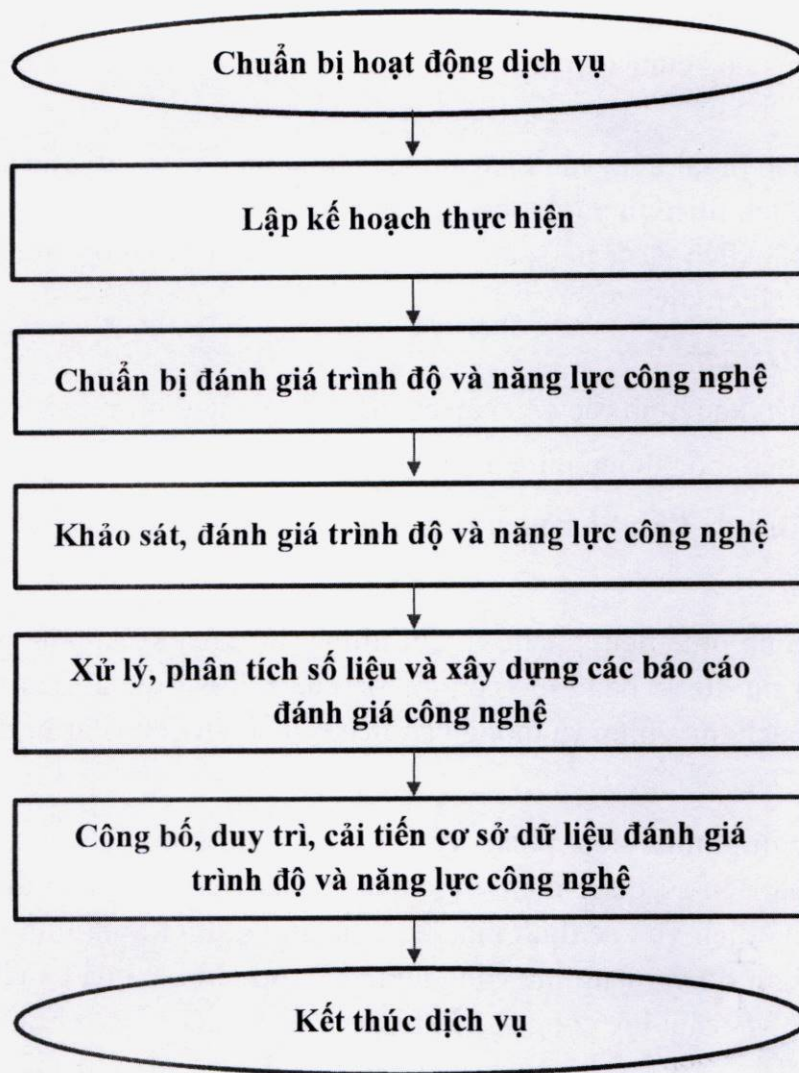 Chuẩn bị hoạt động dịch vụ
Lập kế hoạch thực hiện
Chuẩn bị đánh giá trình độ và năng lực công nghệ
Khảo sát, đánh giá trình độ và năng lực công nghệ
Xử lý, phân tích số liệu và xây dựng các báo cáo
đánh giá công nghệ
Công bố, duy trì, cải tiến cơ sở dữ liệu đánh giá
trình độ và năng lực công nghệ
Kết thúc dịch vụ